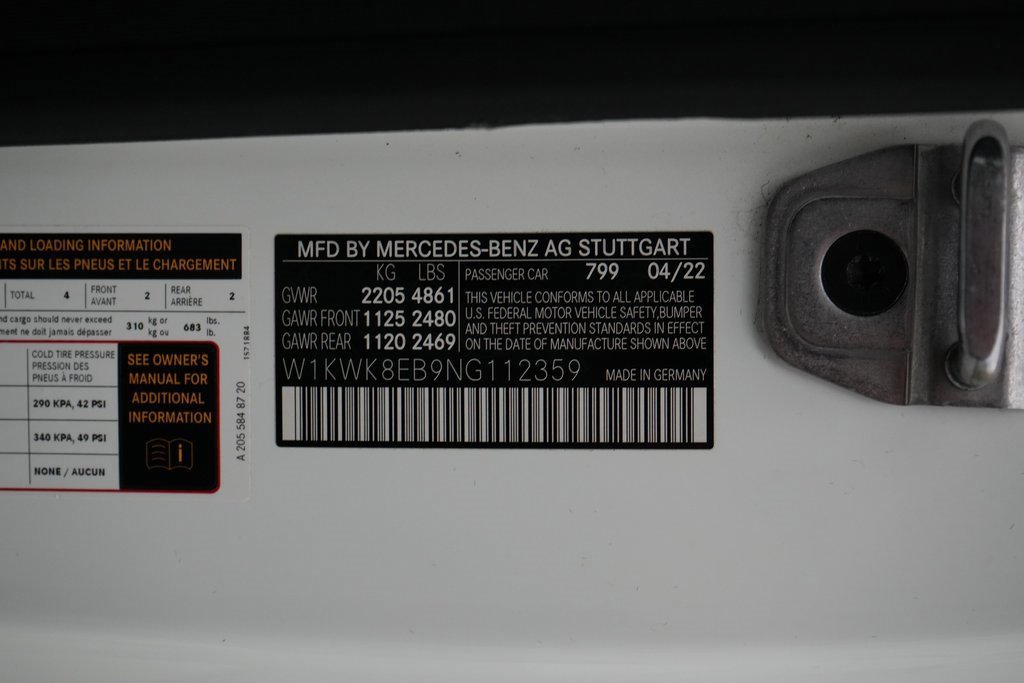 AND LOADING INFORMATION
TS SUR LES PNEUS ET LE CHARGEMENT
TOTAL 4 FRONT AVANT 2 REAR ARRIÈRE 2
nd cargo should never exceed
ment ne doit jamais dépasser
310 kg or kg ou 683 lbs. lb.
COLD TIRE PRESSURE
PRESSION DES
PNEUS À FROID
290 KPA, 42 PSI
340 KPA, 49 PSI
NONE / AUCUN
SEE OWNER'S
MANUAL FOR
ADDITIONAL
INFORMATION
i
1571884
A 205 584 87 20
MFD BY MERCEDES-BENZ AG STUTTGART
KG LBS
GVWR 2205 4861
GAWR FRONT 1125 2480
GAWR REAR 1120 2469
PASSENGER CAR 799 04/22
THIS VEHICLE CONFORMS TO ALL APPLICABLE
U.S. FEDERAL MOTOR VEHICLE SAFETY,BUMPER
AND THEFT PREVENTION STANDARDS IN EFFECT
ON THE DATE OF MANUFACTURE SHOWN ABOVE
W1KWK8EB9NG112359 MADE IN GERMANY